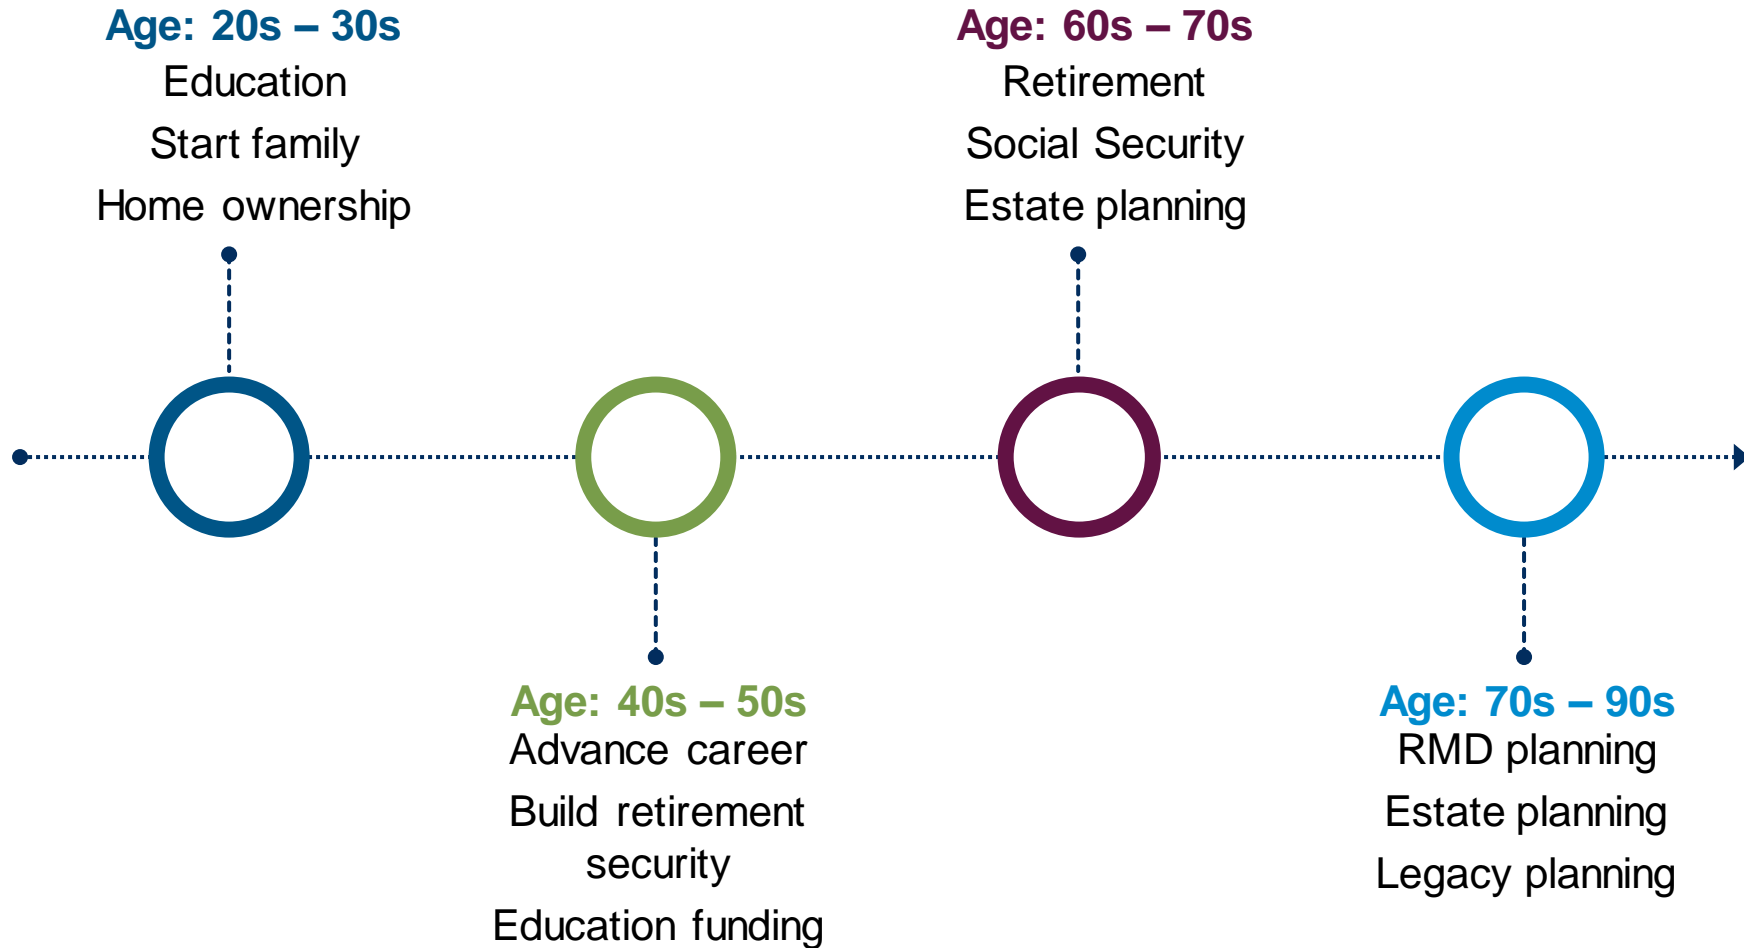 Age: 20s – 30s
Education
Start family
Home ownership
Age: 60s – 70s
Retirement
Social Security
Estate planning
Age: 40s – 50s
Advance career
Build retirement
security
Education funding
Age: 70s – 90s
RMD planning
Estate planning
Legacy planning